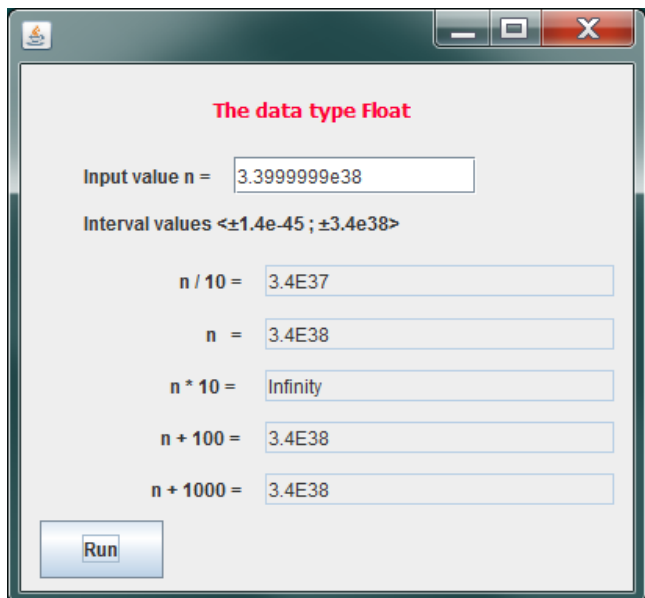 The data type Float
Input value n = 3.3999999e38
Interval values <±1.4e-45 ; ±3.4e38>
n / 10 = 3.4E37
n = 3.4E38
n * 10 = Infinity
n + 100 = 3.4E38
n + 1000 = 3.4E38
Run